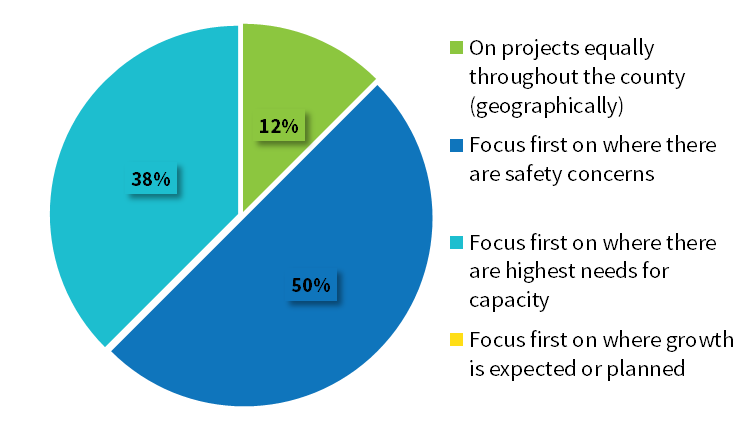 12%
38%
50%
On projects equally
throughout the county
(geographically)
Focus first on where there
are safety concerns
Focus first on where there
are highest needs for
capacity
Focus first on where growth
is expected or planned